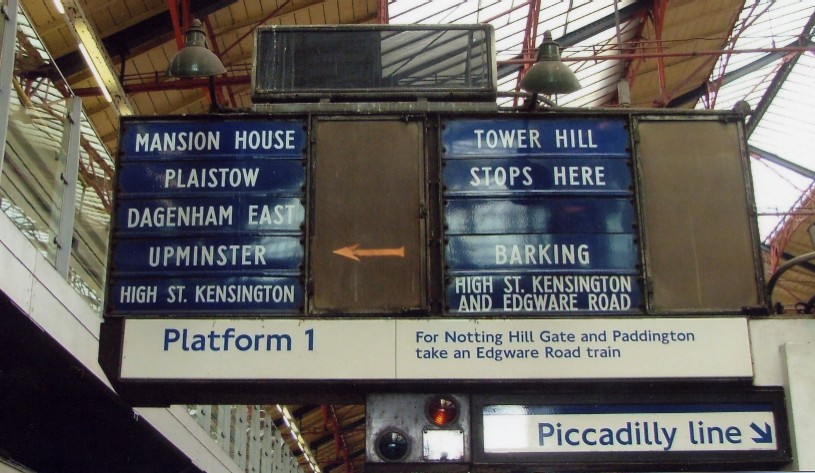 MANSION HOUSE
PLAISTOW
DAGENHAM EAST
UPMINSTER
HIGH ST. KENSINGTON
TOWER HILL
STOPS HERE
BARKING
HIGH ST. KENSINGTON
AND EDGWARE ROAD
Platform 1
For Notting Hill Gate and Paddington
take an Edgware Road train
Piccadilly line